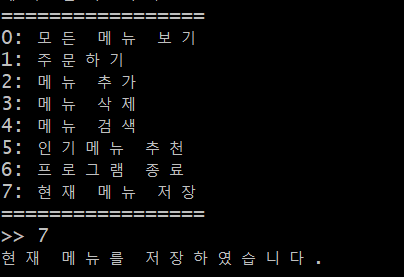 =================
0: 모든 메뉴 보기
1: 주문하기
2: 메뉴 추가
3: 메뉴 삭제
4: 메뉴 검색
5: 인기메뉴 추천
6: 프로그램 종료
7: 현재 메뉴 저장
=================
>> 7
현재 메뉴를 저장하였습니다.